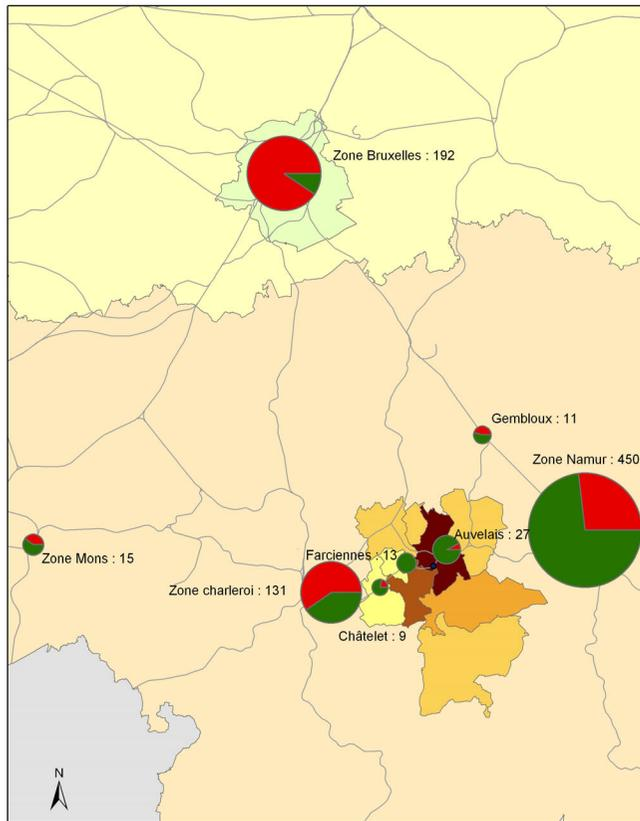 Zone Bruxelles : 192
Gembloux : 11
Zone Namur : 450
Auvelais : 27
Farciennes : 13
Zone Mons : 15
Zone charleroi : 131
Châtelet : 9
N